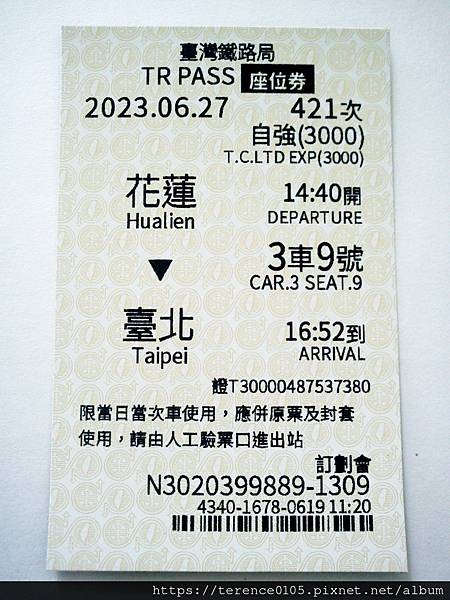 臺灣鐵路局
TR PASS 座位券
2023.06.27 421次
自強(3000)
T.C.LTD EXP(3000)
花蓮 14:40開
Hualien DEPARTURE
▼ 3車9號
CAR.3 SEAT.9
臺北 16:52到
Taipei ARRIVAL
證T30000487537380
限當日當次車使用，應併原票及封套
使用，請由人工驗票口進出站
訂劃會
N3020399889-1309
4340-1678-0619 11:20
https://terence0105.pixnet.net/album